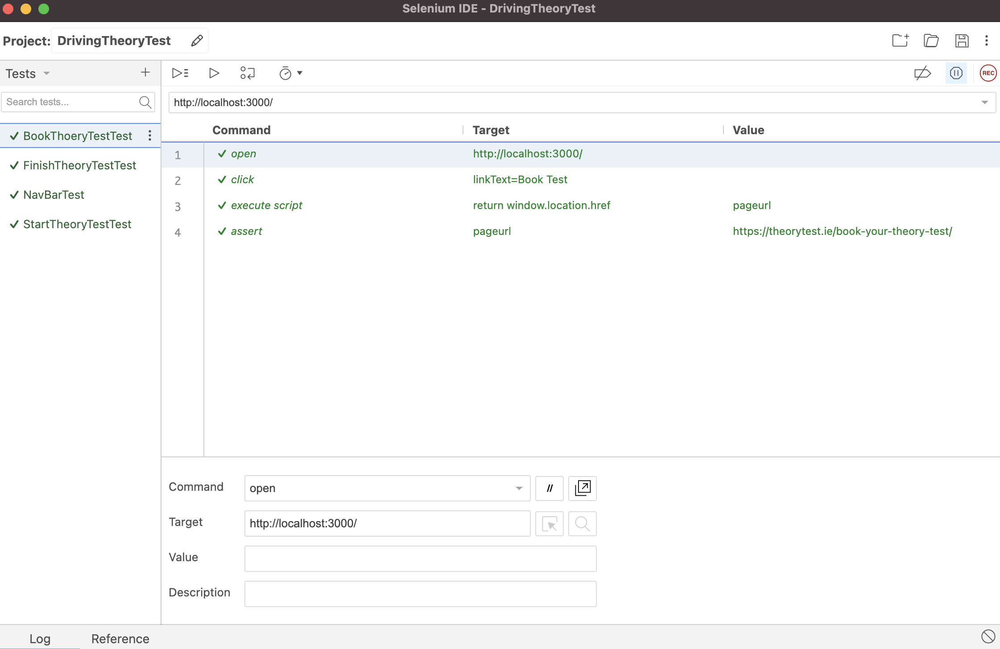 Selenium IDE - DrivingTheoryTest
Project: DrivingTheoryTest
Tests
REC
Search tests...
http://localhost:3000/
Command Target Value
BookThoeryTestTest
FinishTheoryTestTest
NavBarTest
StartTheoryTestTest
1 open http://localhost:3000/
2 click linkText=Book Test
3 execute script return window.location.href pageurl
4 assert pageurl https://theorytest.ie/book-your-theory-test/
Command open //
Target http://localhost:3000/
Value
Description
Log Reference